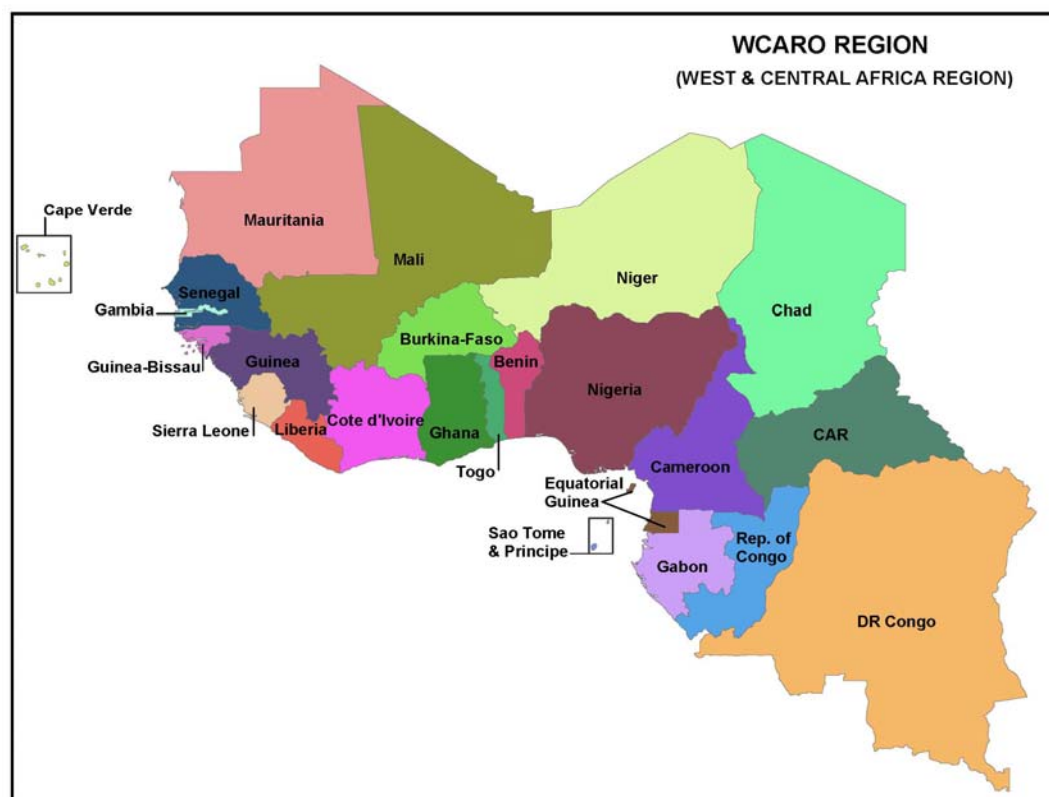 WCARO REGION
(WEST & CENTRAL AFRICA REGION)
Cape Verde
Mauritania
Mali
Niger
Chad
Senegal
Gambia
Guinea-Bissau
Guinea
Burkina-Faso
Benin
Nigeria
Sierra Leone
Liberia
Cote d'Ivoire
Ghana
Togo
CAR
Cameroon
Equatorial
Guinea
Sao Tome
& Principe
Gabon
Rep. of
Congo
DR Congo